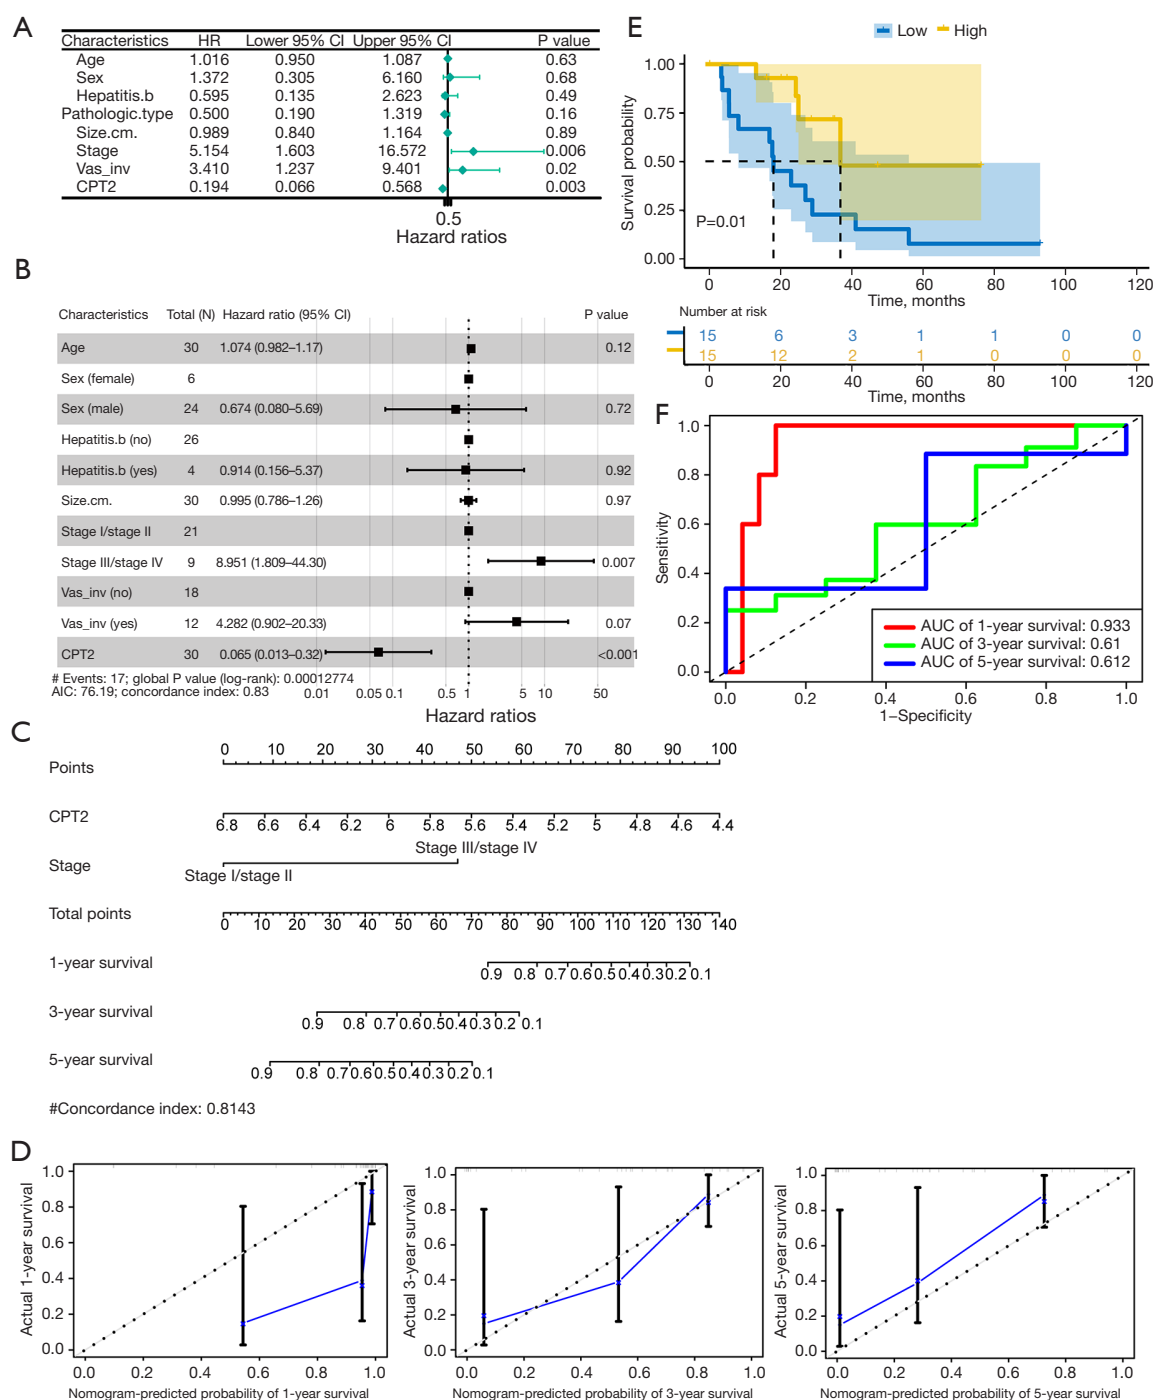 A
Characteristics HR Lower 95% CI Upper 95% CI P value
Age 1.016 0.950 1.087 0.63
Sex 1.372 0.305 6.160 0.68
Hepatitis.b 0.595 0.135 2.623 0.49
Pathologic.type 0.500 0.190 1.319 0.16
Size.cm. 0.989 0.840 1.164 0.89
Stage 5.154 1.603 16.572 0.006
Vas_inv 3.410 1.237 9.401 0.02
CPT2 0.194 0.066 0.568 0.003
0.5
Hazard ratios
B
Characteristics Total (N) Hazard ratio (95% CI) P value
Age 30 1.074 (0.982–1.17) 0.12
Sex (female) 6
Sex (male) 24 0.674 (0.080–5.69) 0.72
Hepatitis.b (no) 26
Hepatitis.b (yes) 4 0.914 (0.156–5.37) 0.92
Size.cm. 30 0.995 (0.786–1.26) 0.97
Stage I/stage II 21
Stage III/stage IV 9 8.951 (1.809–44.30) 0.007
Vas_inv (no) 18
Vas_inv (yes) 12 4.282 (0.902–20.33) 0.07
CPT2 30 0.065 (0.013–0.32) <0.001
# Events: 17; global P value (log-rank): 0.00012774
AIC: 76.19; concordance index: 0.83
0.01 0.05 0.1 0.5 1 5 10 50
Hazard ratios
C
Points 0 10 20 30 40 50 60 70 80 90 100
CPT2 6.8 6.6 6.4 6.2 6 5.8 5.6 5.4 5.2 5 4.8 4.6 4.4
Stage III/stage IV
Stage
Stage I/stage II
Total points 0 10 20 30 40 50 60 70 80 90 100 110 120 130 140
1-year survival 0.9 0.8 0.7 0.6 0.5 0.4 0.3 0.2 0.1
3-year survival 0.9 0.8 0.7 0.6 0.5 0.4 0.3 0.2 0.1
5-year survival 0.9 0.8 0.7 0.6 0.5 0.4 0.3 0.2 0.1
#Concordance index: 0.8143
D
Actual 1-year survival
1.0
0.8
0.6
0.4
0.2
0.0
0.0 0.2 0.4 0.6 0.8 1.0
Nomogram-predicted probability of 1-year survival
Actual 3-year survival
1.0
0.8
0.6
0.4
0.2
0.0
0.0 0.2 0.4 0.6 0.8 1.0
Nomogram-predicted probability of 3-year survival
Actual 5-year survival
1.0
0.8
0.6
0.4
0.2
0.0
0.0 0.2 0.4 0.6 0.8 1.0
Nomogram-predicted probability of 5-year survival
E
Low High
Survival probability
1.00
0.75
0.50
0.25
0.00
P=0.01
0 20 40 60 80 100 120
Time, months
Number at risk
15 6 3 1 1 0 0
15 12 2 1 0 0 0
0 20 40 60 80 100 120
Time, months
F
Sensitivity
1.0
0.8
0.6
0.4
0.2
0.0
AUC of 1-year survival: 0.933
AUC of 3-year survival: 0.61
AUC of 5-year survival: 0.612
0.0 0.2 0.4 0.6 0.8 1.0
1−Specificity